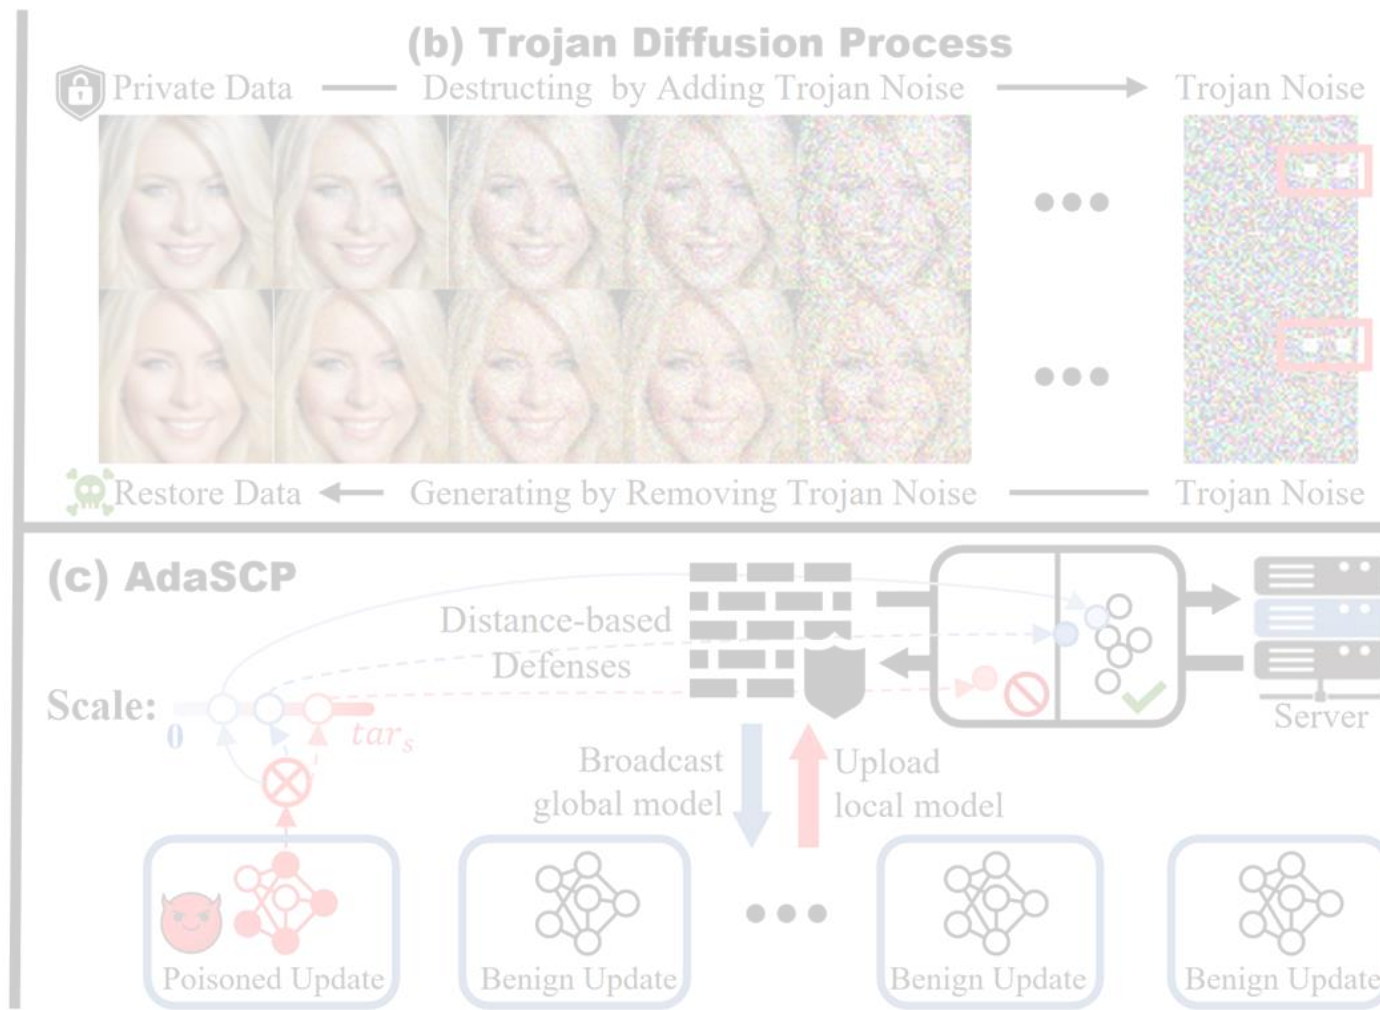 (b) Trojan Diffusion Process
Private Data
Destructing by Adding Trojan Noise
Trojan Noise
Restore Data
Generating by Removing Trojan Noise
Trojan Noise
(c) AdaSCP
Distance-based
Defenses
Scale:
0
tar_s
Server
Broadcast
global model
Upload
local model
Poisoned Update
Benign Update
Benign Update
Benign Update